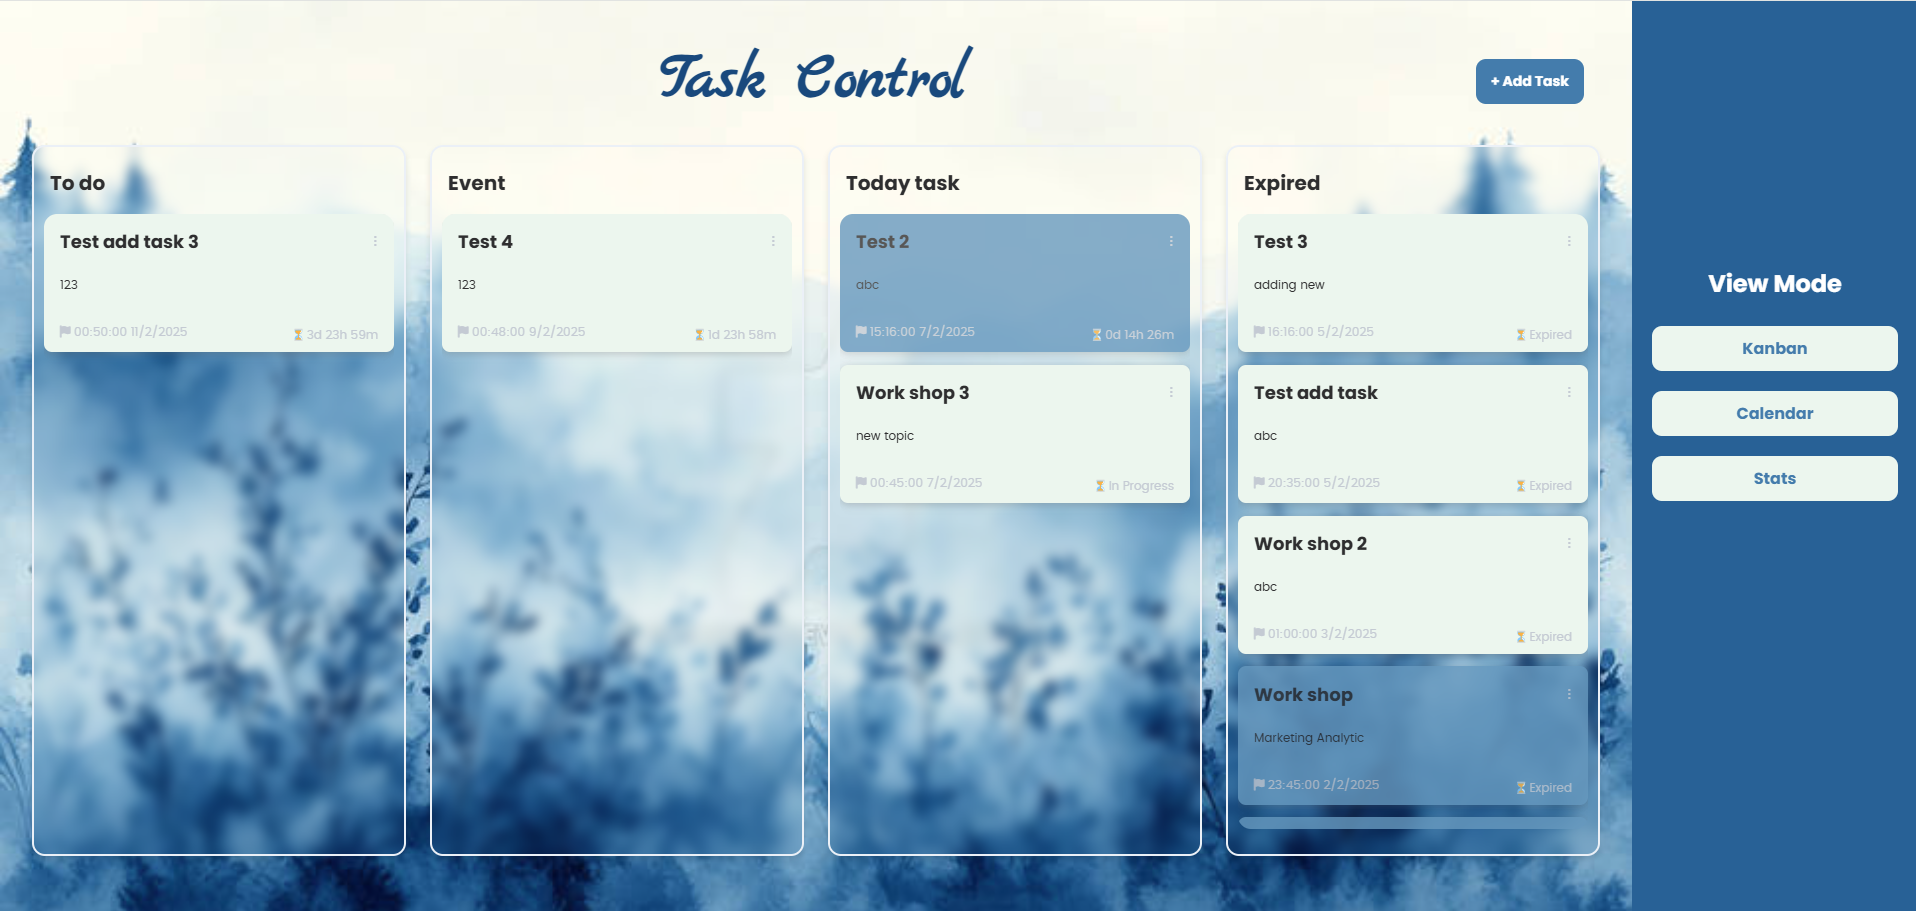 Task Control
+ Add Task
To do
Test add task 3
123
00:50:00 11/2/2025
3d 23h 59m
Event
Test 4
123
00:48:00 9/2/2025
1d 23h 58m
Today task
Test 2
abc
15:16:00 7/2/2025
0d 14h 26m
Work shop 3
new topic
00:45:00 7/2/2025
In Progress
Expired
Test 3
adding new
16:16:00 5/2/2025
Expired
Test add task
abc
20:35:00 5/2/2025
Expired
Work shop 2
abc
01:00:00 3/2/2025
Expired
Work shop
Marketing Analytic
23:45:00 2/2/2025
Expired
View Mode
Kanban
Calendar
Stats